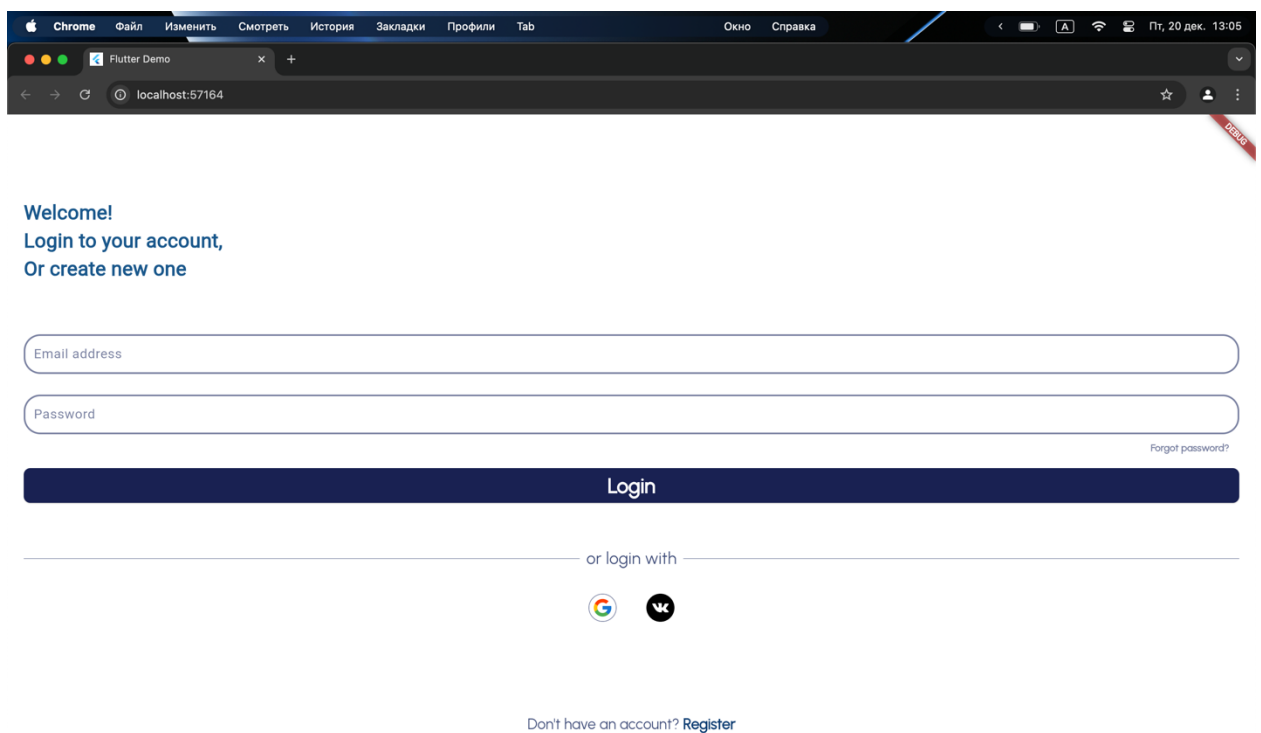 Chrome Файл Изменить Смотреть История Закладки Профили Tab Окно Справка A Пт, 20 дек. 13:05
Flutter Demo
localhost:57164
DEBUG
Welcome!
Login to your account,
Or create new one
Email address
Password
Forgot password?
Login
or login with
Don't have an account? Register